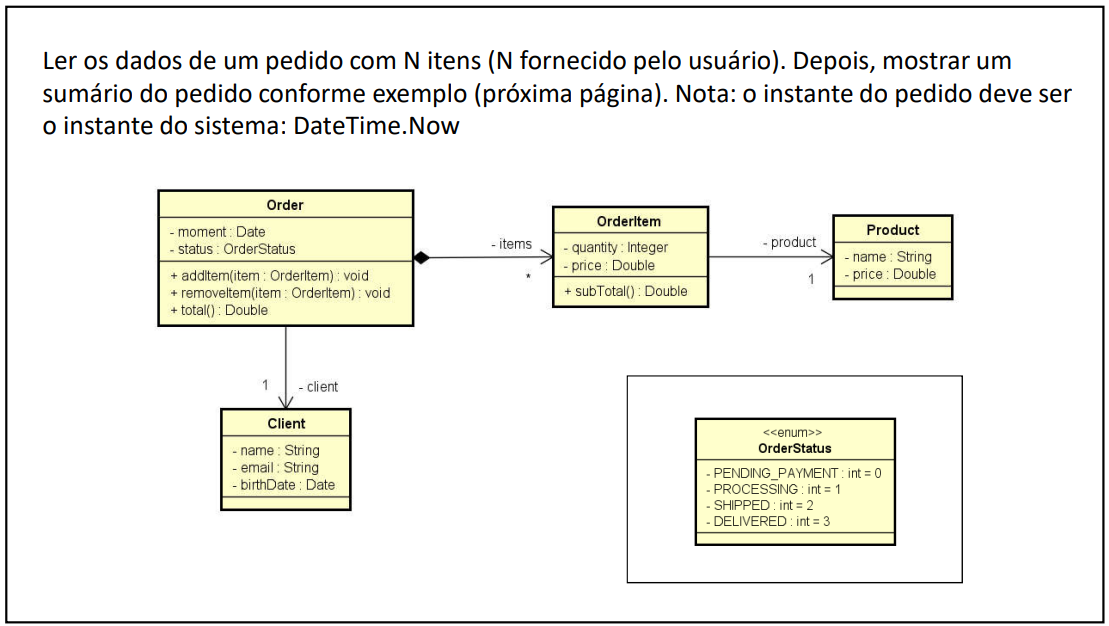 Ler os dados de um pedido com N itens (N fornecido pelo usuário). Depois, mostrar um
sumário do pedido conforme exemplo (próxima página). Nota: o instante do pedido deve ser
o instante do sistema: DateTime.Now
Order
- moment : Date
- status : OrderStatus
+ addItem(item : OrderItem) : void
+ removeItem(item : OrderItem) : void
+ total() : Double
- items
*
OrderItem
- quantity : Integer
- price : Double
+ subTotal() : Double
- product
1
Product
- name : String
- price : Double
1
- client
Client
- name : String
- email : String
- birthDate : Date
<<enum>>
OrderStatus
- PENDING_PAYMENT : int = 0
- PROCESSING : int = 1
- SHIPPED : int = 2
- DELIVERED : int = 3